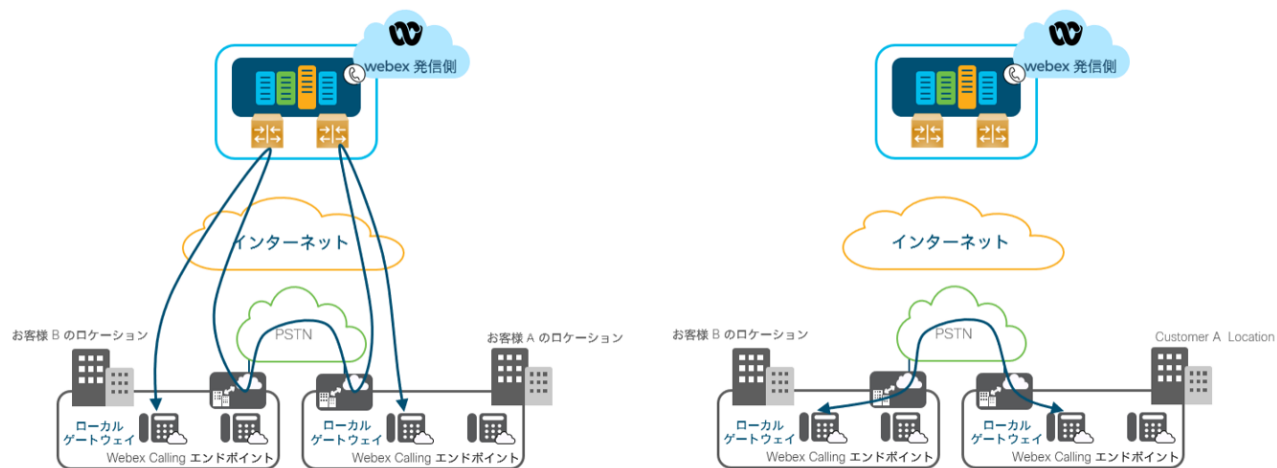 webex 発信側
インターネット
PSTN
お客様 B のロケーション
お客様 A のロケーション
ローカル
ゲートウェイ
ローカル
ゲートウェイ
Webex Calling エンドポイント
Webex Calling エンドポイント
webex 発信側
インターネット
PSTN
お客様 B のロケーション
Customer A Location
ローカル
ゲートウェイ
ローカル
ゲートウェイ
Webex Calling エンドポイント
Webex Calling エンドポイント